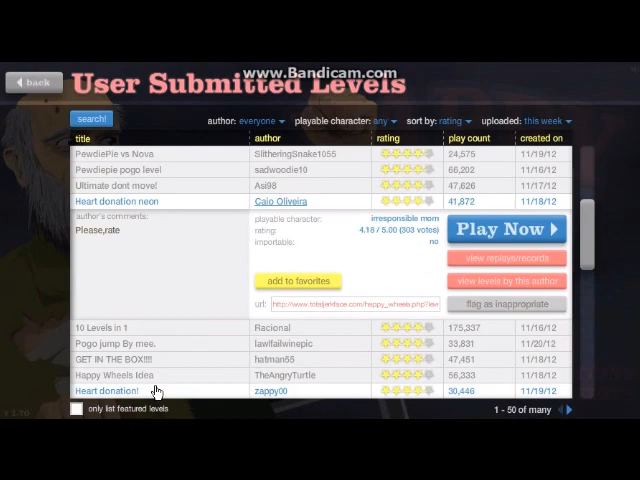 www.Bandicam.com
back
User Submitted Levels
search!
author: everyone playable character: any sort by: rating uploaded: this week
title author rating play count created on
PewdiePie vs Nova SlitheringSnake1055 24,575 11/19/12
Pewdiepie pogo level sadwoodie10 66,202 11/16/12
Ultimate dont move! Asi98 47,626 11/17/12
Heart donation neon Caio Oliveira 41,872 11/18/12
author's comments:
Please,rate
playable character: irresponsible mom
rating: 4.18 / 5.00 (303 votes)
importable: no
add to favorites
url: http://www.totaljerkface.com/happy_wheels.php?lev
Play Now
view replays/records
view levels by this author
flag as inappropriate
10 Levels in 1 Racional 175,337 11/16/12
Pogo jump By mee. lawlfailwinepic 33,831 11/20/12
GET IN THE BOX!!!! hatman55 47,451 11/18/12
Happy Wheels Idea TheAngryTurtle 56,333 11/18/12
Heart donation! zappy00 30,446 11/19/12
only list featured levels
1 - 50 of many